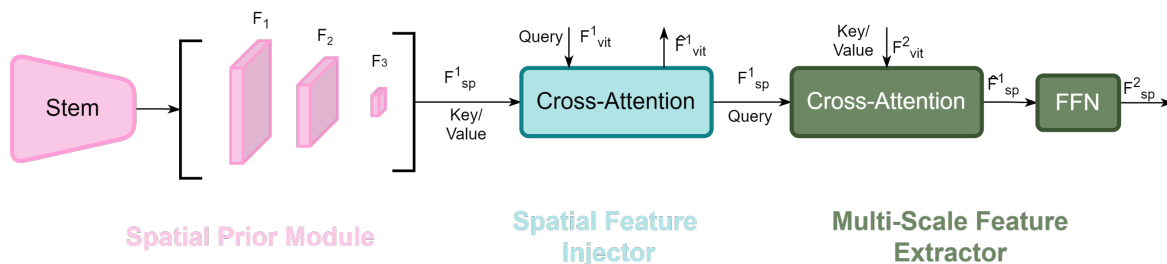 Stem
F₁
F₂
F₃
F¹sp
Key/
Value
Query
F¹vit
F̂¹vit
Cross-Attention
F¹sp
Query
Key/
Value
F²vit
Cross-Attention
F̂¹sp
FFN
F²sp
Spatial Prior Module
Spatial Feature
Injector
Multi-Scale Feature
Extractor